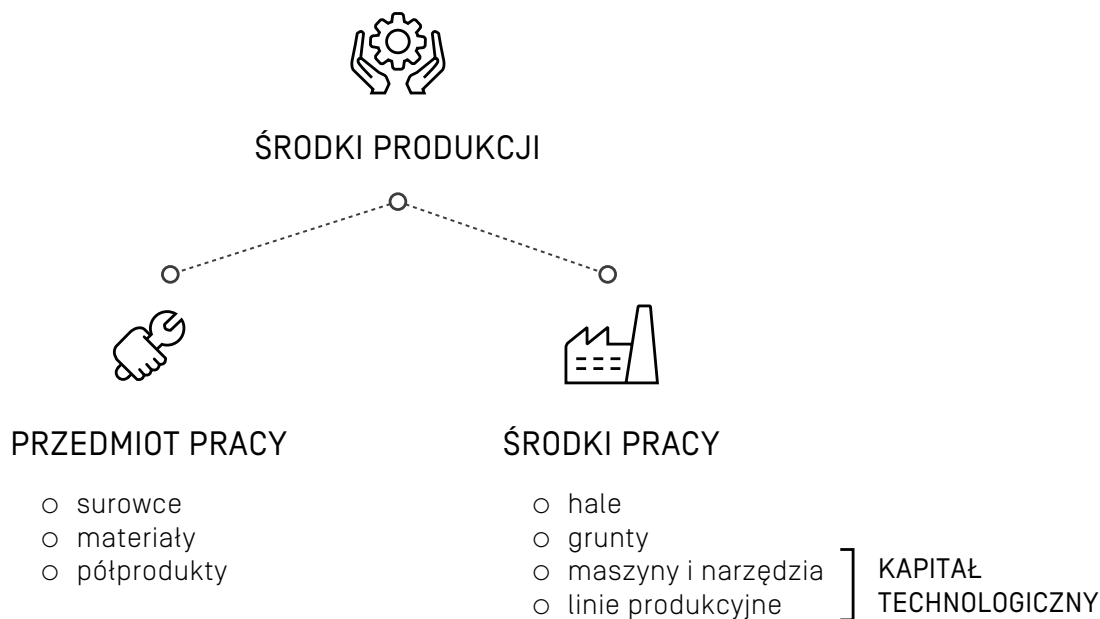 ŚRODKI PRODUKCJI
PRZEDMIOT PRACY
surowce
materiały
półprodukty
ŚRODKI PRACY
hale
grunty
maszyny i narzędzia
linie produkcyjne
KAPITAŁ
TECHNOLOGICZNY